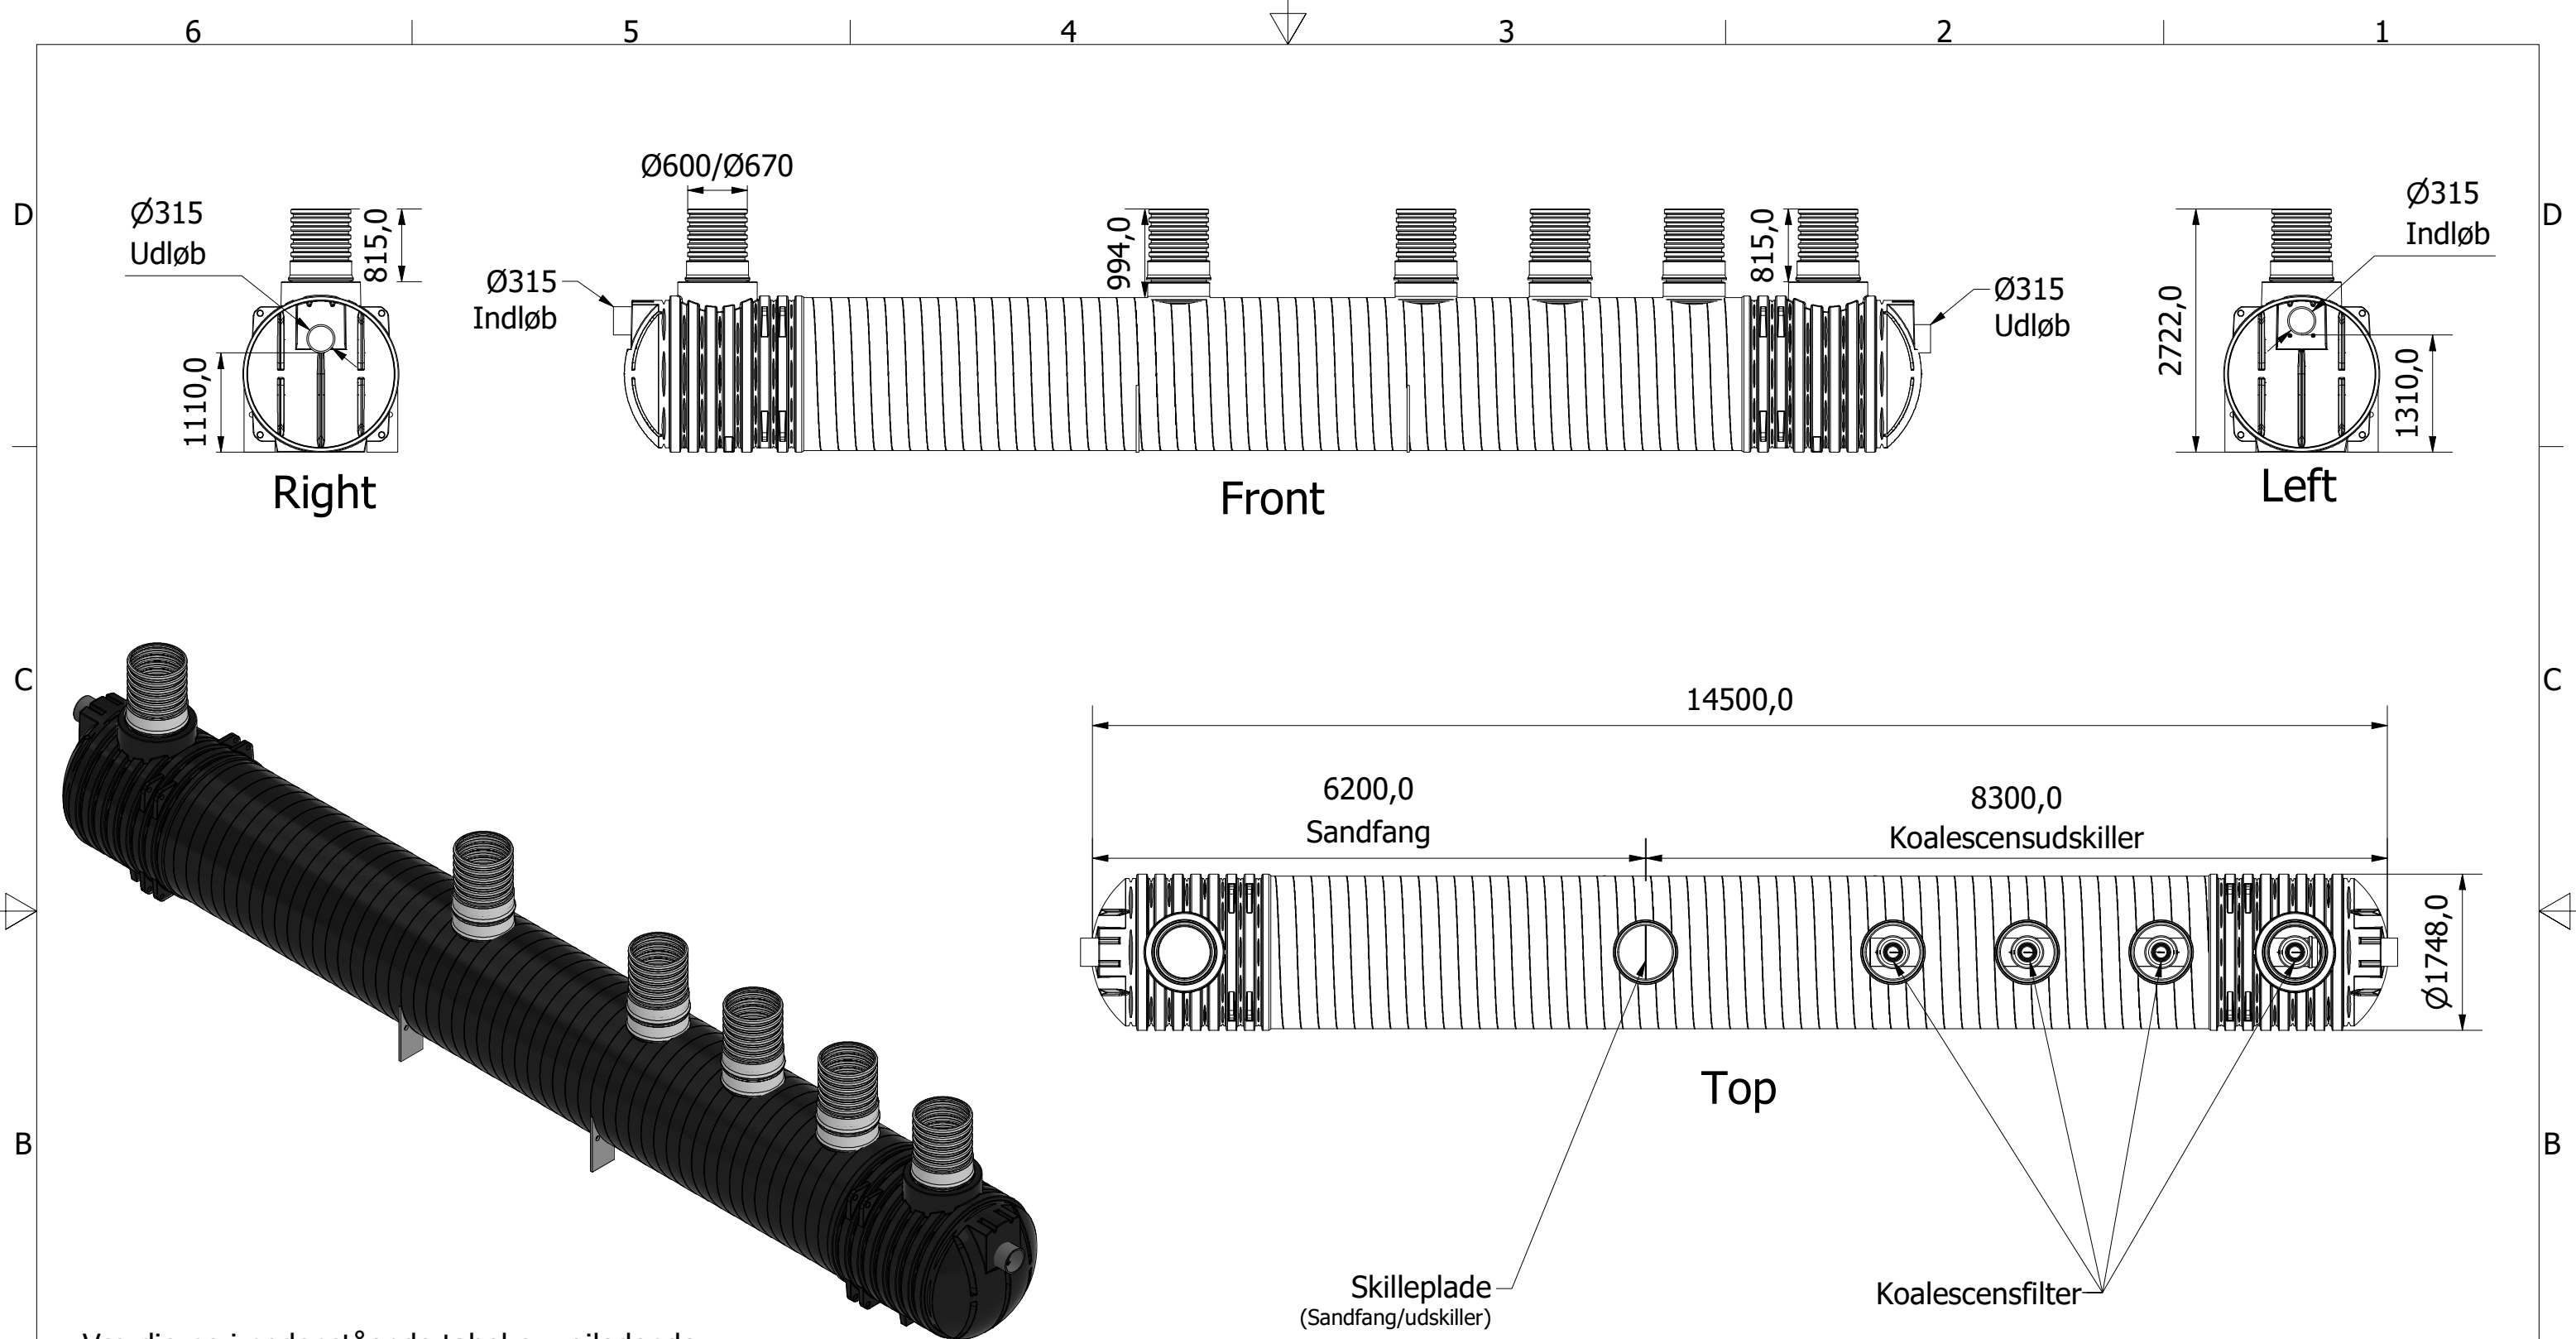 6 5 4 3 2 1
D
D
Ø600/Ø670
Ø315
Udløb
815,0
1110,0
Right
Ø315
Indløb
994,0
815,0
Ø315
Udløb
Front
Ø315
Indløb
2722,0
1310,0
Left
C
C
14500,0
6200,0
Sandfang
8300,0
Koalescensudskiller
Ø1748,0
Top
B
B
Skilleplade
(Sandfang/udskiller)
Koalescensfilter